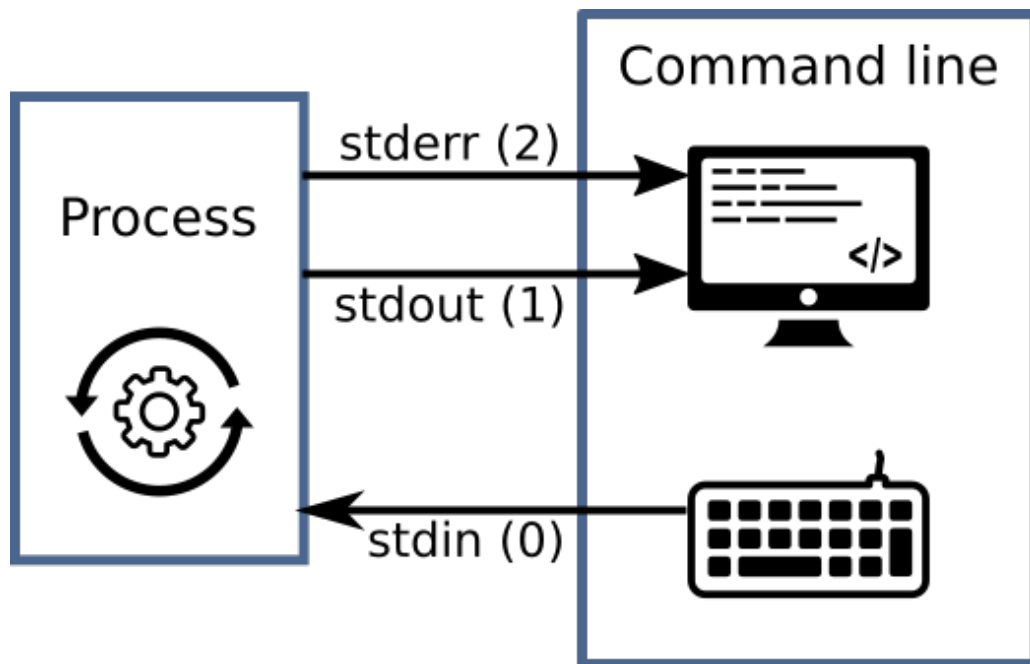 Command line
stderr (2)
Process
</>
stdout (1)
stdin (0)